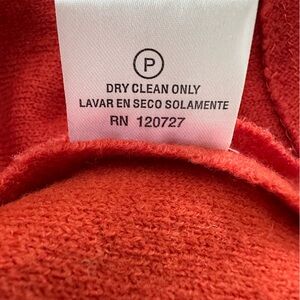 P
DRY CLEAN ONLY
LAVAR EN SECO SOLAMENTE
RN 120727